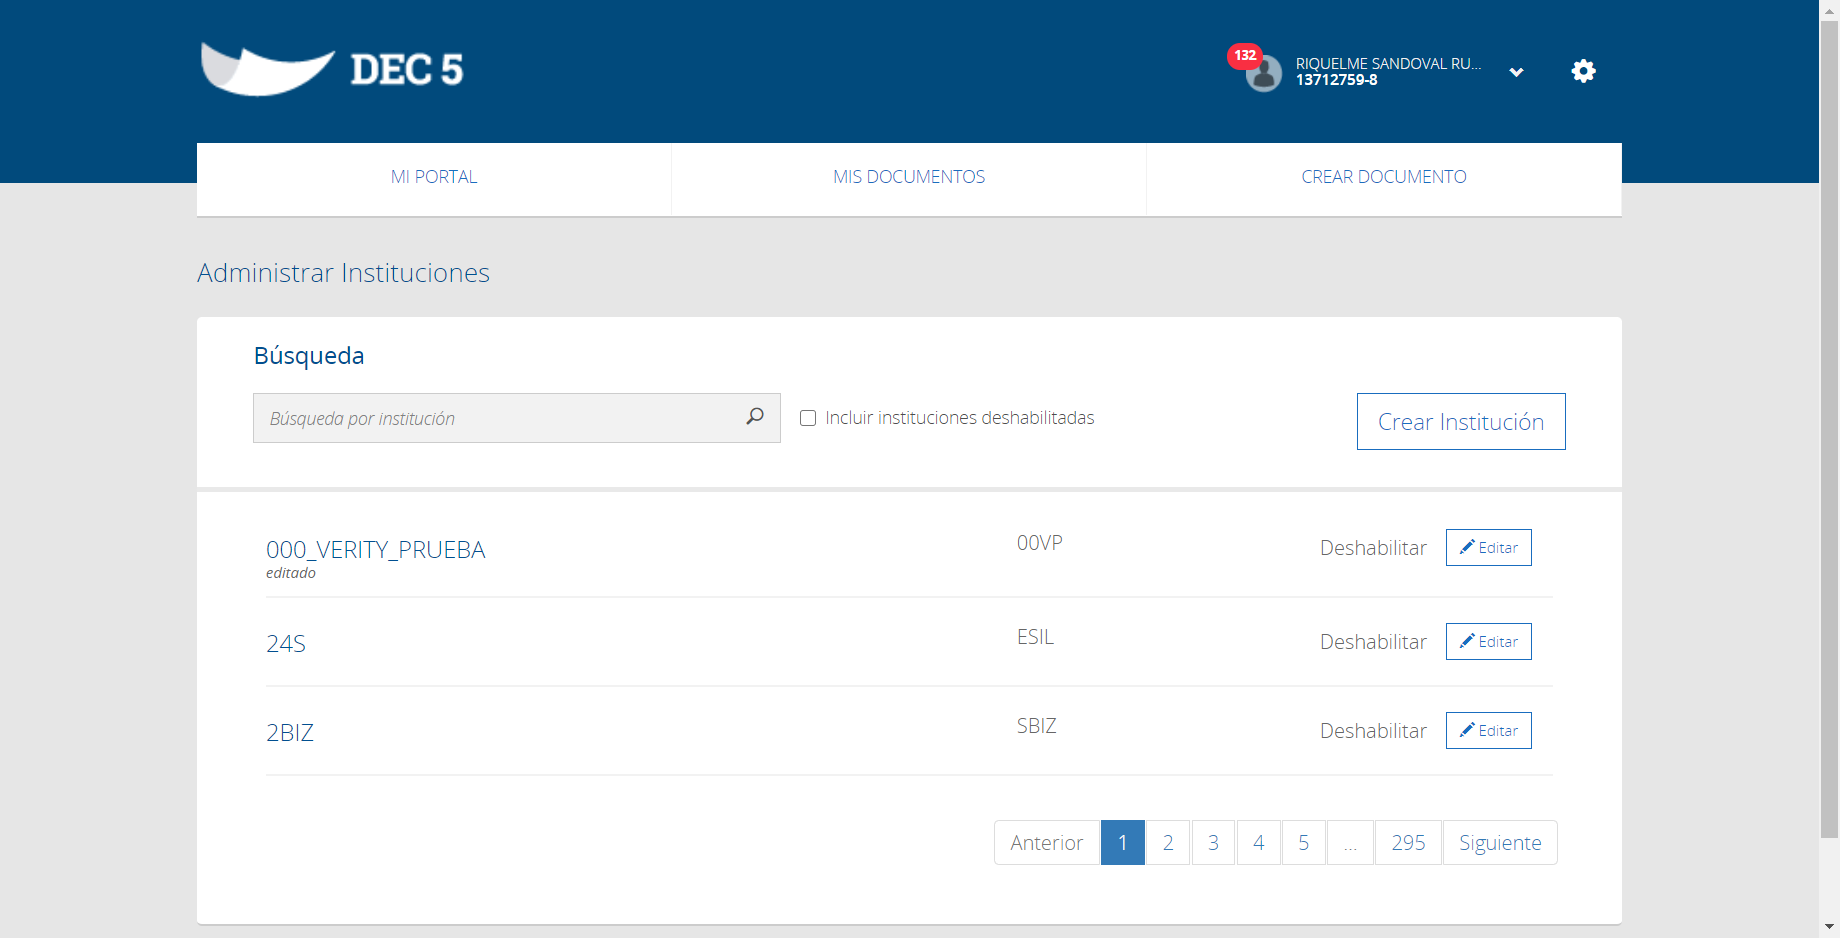 DEC 5
132
RIQUELME SANDOVAL RU...
13712759-8
MI PORTAL
MIS DOCUMENTOS
CREAR DOCUMENTO
Administrar Instituciones
Búsqueda
Búsqueda por institución
Incluir instituciones deshabilitadas
Crear Institución
000_VERITY_PRUEBA
editado
00VP
Deshabilitar
Editar
24S
ESIL
Deshabilitar
Editar
2BIZ
SBIZ
Deshabilitar
Editar
Anterior 1 2 3 4 5 ... 295 Siguiente